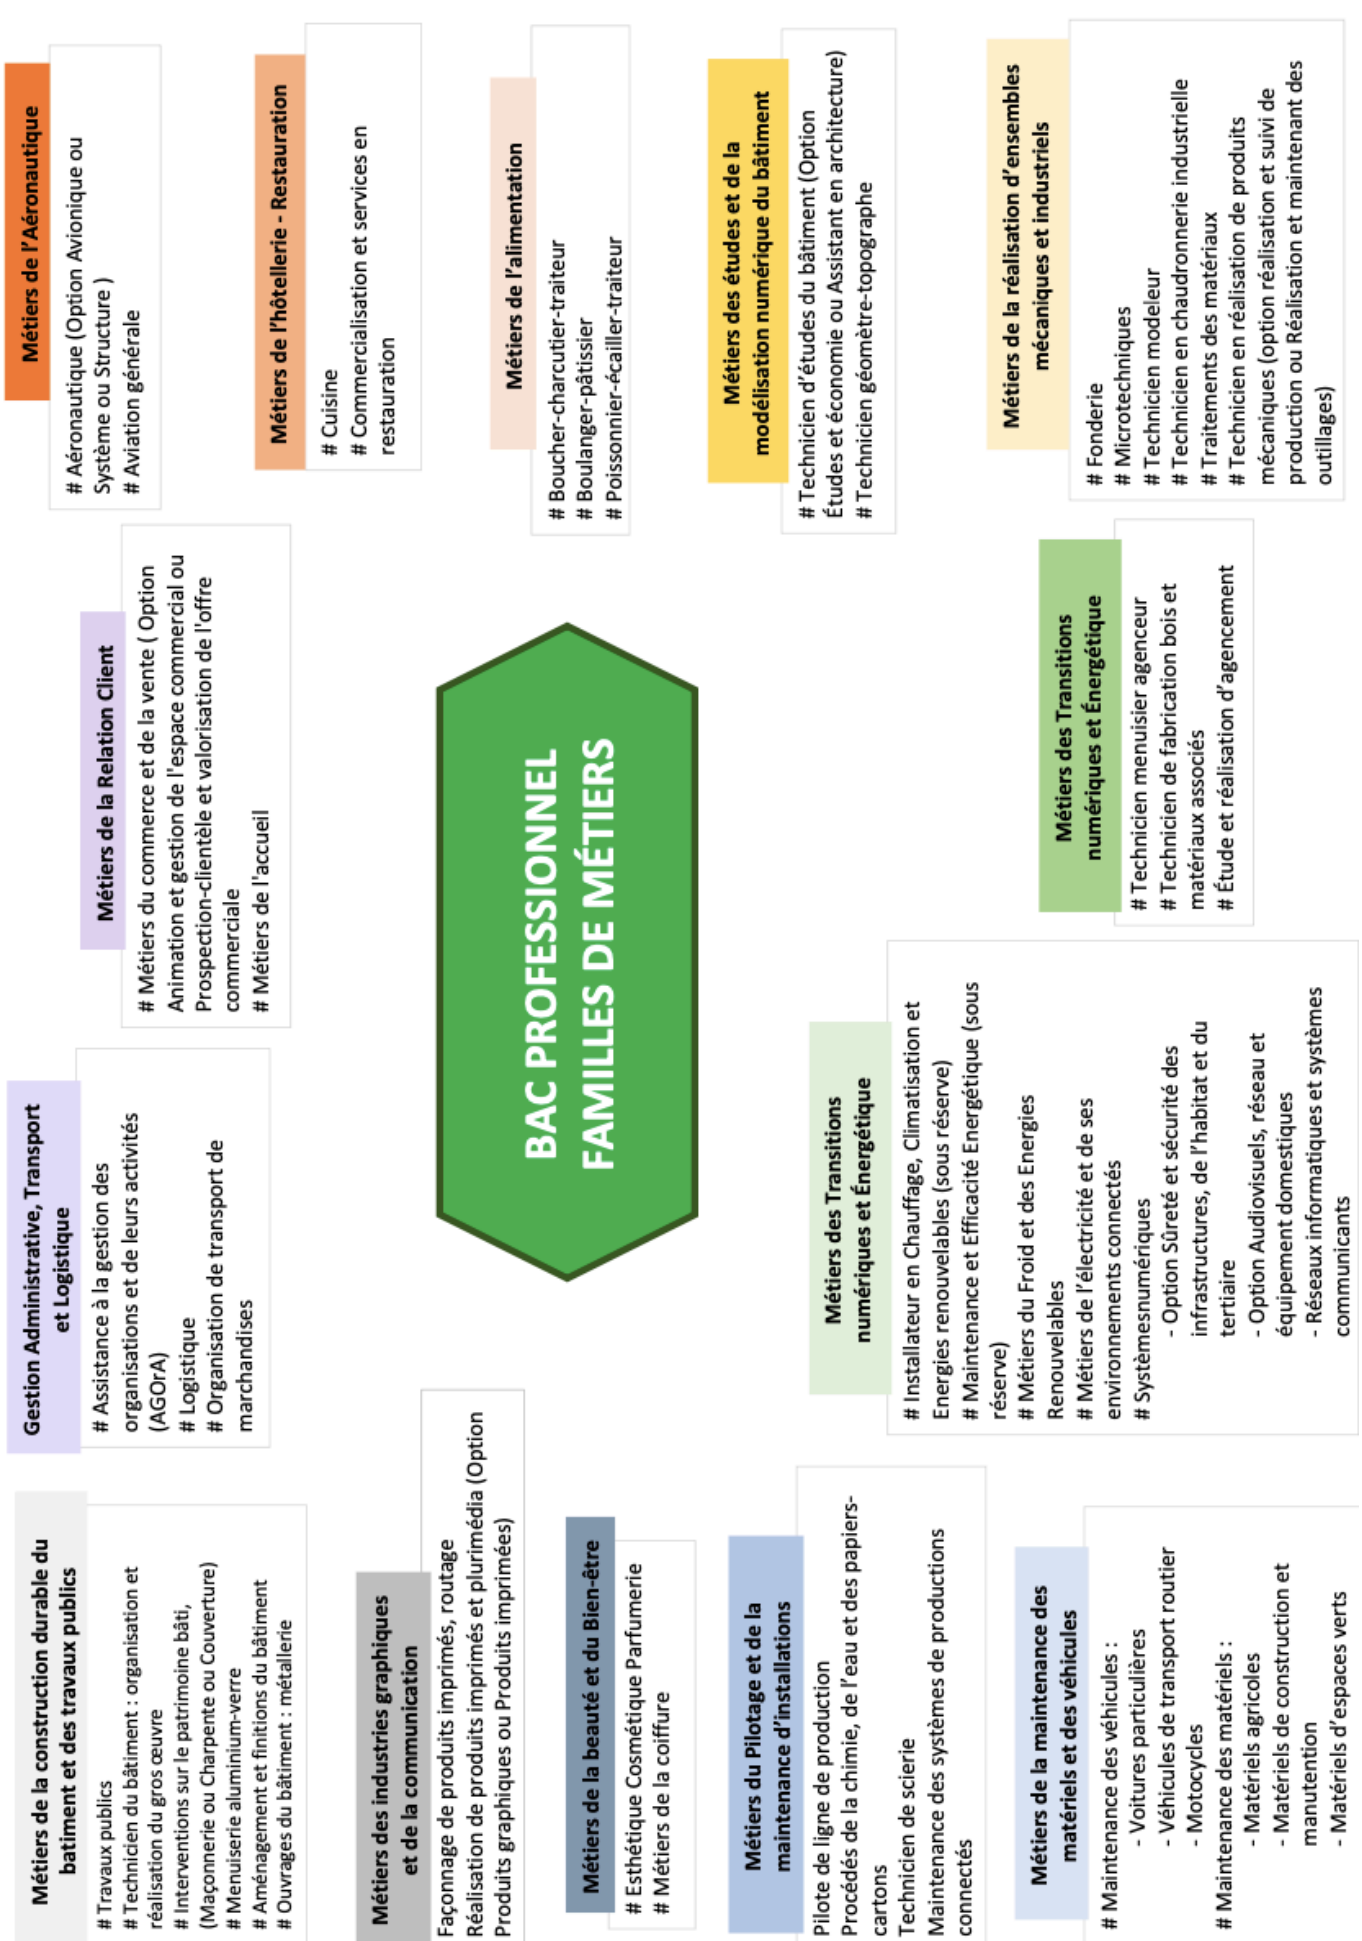 Métiers de la construction durable du
batiment et des travaux publics
# Travaux publics
# Technicien du bâtiment : organisation et
réalisation du gros œuvre
# Interventions sur le patrimoine bâti,
(Maçonnerie ou Charpente ou Couverture)
# Menuiserie aluminium-verre
# Aménagement et finitions du bâtiment
# Ouvrages du bâtiment : métallerie
Gestion Administrative, Transport
et Logistique
# Assistance à la gestion des
organisations et de leurs activités
(AGOrA)
# Logistique
# Organisation de transport de
marchandises
Métiers de la Relation Client
# Métiers du commerce et de la vente ( Option
Animation et gestion de l'espace commercial ou
Prospection-clientèle et valorisation de l'offre
commerciale
# Métiers de l'accueil
Métiers de l'Aéronautique
# Aéronautique (Option Avionique ou
Système ou Structure )
# Aviation générale
Métiers de l'hôtellerie - Restauration
# Cuisine
# Commercialisation et services en
restauration
Métiers des industries graphiques
et de la communication
Façonnage de produits imprimés, routage
Réalisation de produits imprimés et plurimédia (Option
Produits graphiques ou Produits imprimées)
BAC PROFESSIONNEL
FAMILLES DE MÉTIERS
Métiers de l'alimentation
# Boucher-charcutier-traiteur
# Boulanger-pâtissier
# Poissonnier-écailler-traiteur
Métiers de la beauté et du Bien-être
# Esthétique Cosmétique Parfumerie
# Métiers de la coiffure
Métiers des études et de la
modélisation numérique du bâtiment
# Technicien d'études du bâtiment (Option
Études et économie ou Assistant en architecture)
# Technicien géomètre-topographe
Métiers du Pilotage et de la
maintenance d'installations
Pilote de ligne de production
Procédés de la chimie, de l'eau et des papiers-
cartons
Technicien de scierie
Maintenance des systèmes de productions
connectés
Métiers des Transitions
numériques et Énergétique
# Installateur en Chauffage, Climatisation et
Energies renouvelables (sous réserve)
# Maintenance et Efficacité Energétique (sous
réserve)
# Métiers du Froid et des Energies
Renouvelables
# Métiers de l'électricité et de ses
environnements connectés
# Systèmesnumériques
- Option Sûreté et sécurité des
infrastructures, de l'habitat et du
tertiaire
- Option Audiovisuels, réseau et
équipement domestiques
- Réseaux informatiques et systèmes
communicants
Métiers des Transitions
numériques et Énergétique
# Technicien menuisier agenceur
# Technicien de fabrication bois et
matériaux associés
# Étude et réalisation d'agencement
Métiers de la réalisation d'ensembles
mécaniques et industriels
# Fonderie
# Microtechniques
# Technicien modeleur
# Technicien en chaudronnerie industrielle
# Traitements des matériaux
# Technicien en réalisation de produits
mécaniques (option réalisation et suivi de
production ou Réalisation et maintenant des
outillages)
Métiers de la maintenance des
matériels et des véhicules
# Maintenance des véhicules :
- Voitures particulières
- Véhicules de transport routier
- Motocycles
# Maintenance des matériels :
- Matériels agricoles
- Matériels de construction et
manutention
- Matériels d'espaces verts